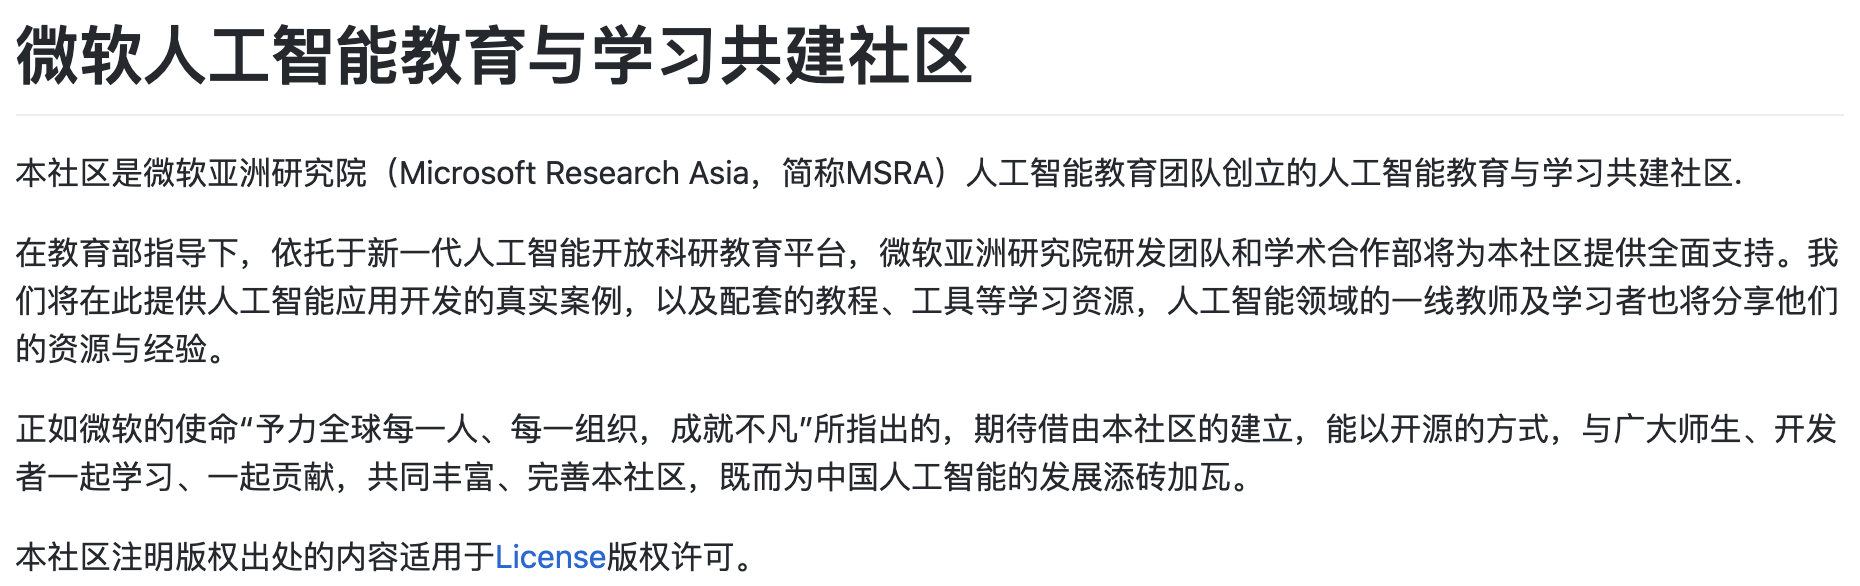 微软人工智能教育与学习共建社区
本社区是微软亚洲研究院（Microsoft Research Asia，简称MSRA）人工智能教育团队创立的人工智能教育与学习共建社区.
在教育部指导下，依托于新一代人工智能开放科研教育平台，微软亚洲研究院研发团队和学术合作部将为本社区提供全面支持。我
们将在此提供人工智能应用开发的真实案例，以及配套的教程、工具等学习资源，人工智能领域的一线教师及学习者也将分享他们
的资源与经验。
正如微软的使命“予力全球每一人、每一组织，成就不凡”所指出的，期待借由本社区的建立，能以开源的方式，与广大师生、开发
者一起学习、一起贡献，共同丰富、完善本社区，既而为中国人工智能的发展添砖加瓦。
本社区注明版权出处的内容适用于License版权许可。